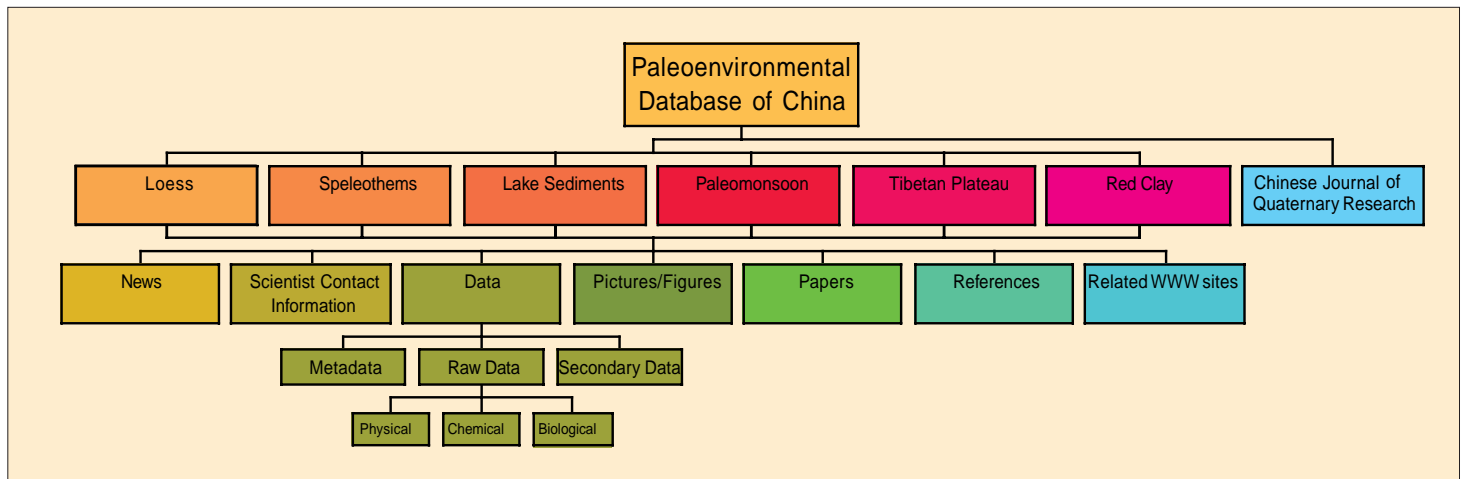 Paleoenvironmental
Database of China
Loess
Speleothems
Lake Sediments
Paleomonsoon
Tibetan Plateau
Red Clay
Chinese Journal of
Quaternary Research
News
Scientist Contact
Information
Data
Pictures/Figures
Papers
References
Related WWW sites
Metadata
Raw Data
Secondary Data
Physical
Chemical
Biological